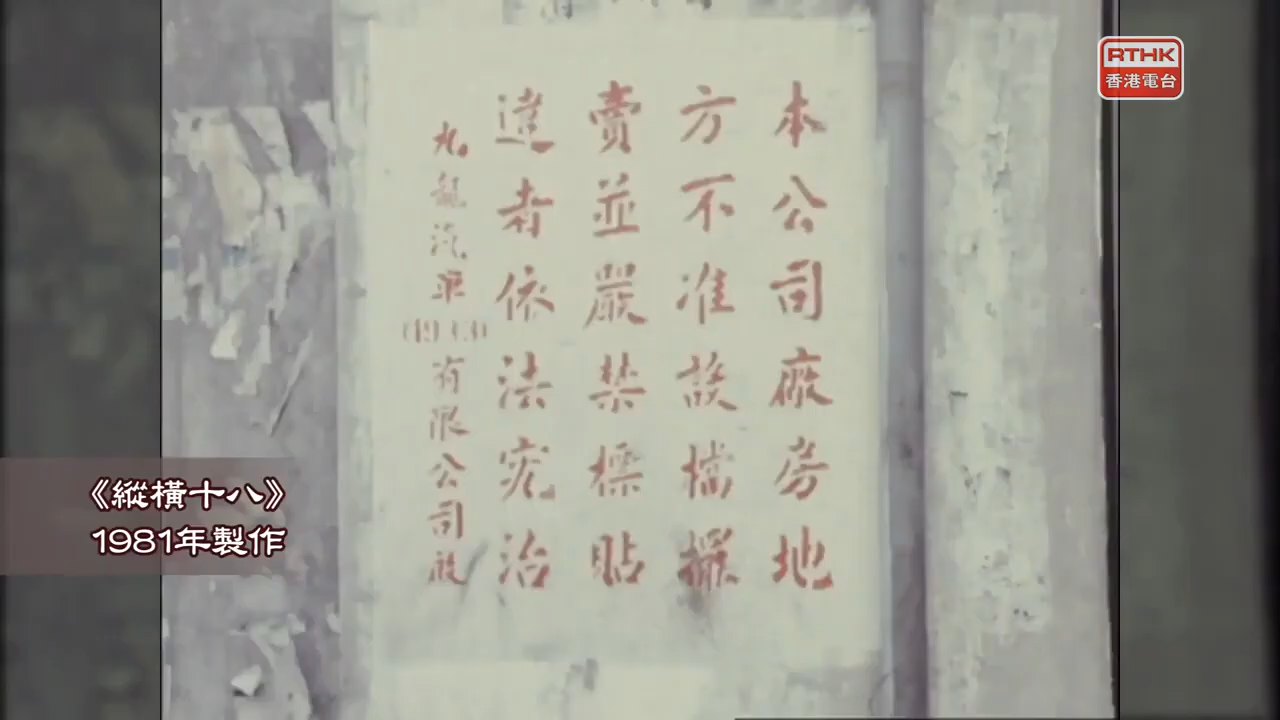 本公司廠房地
方不准設檔擺
賣並嚴禁標貼
違者依法究治
九龍汽車(1933)有限公司啟
RTHK
香港電台
《縱橫十八》
1981年製作